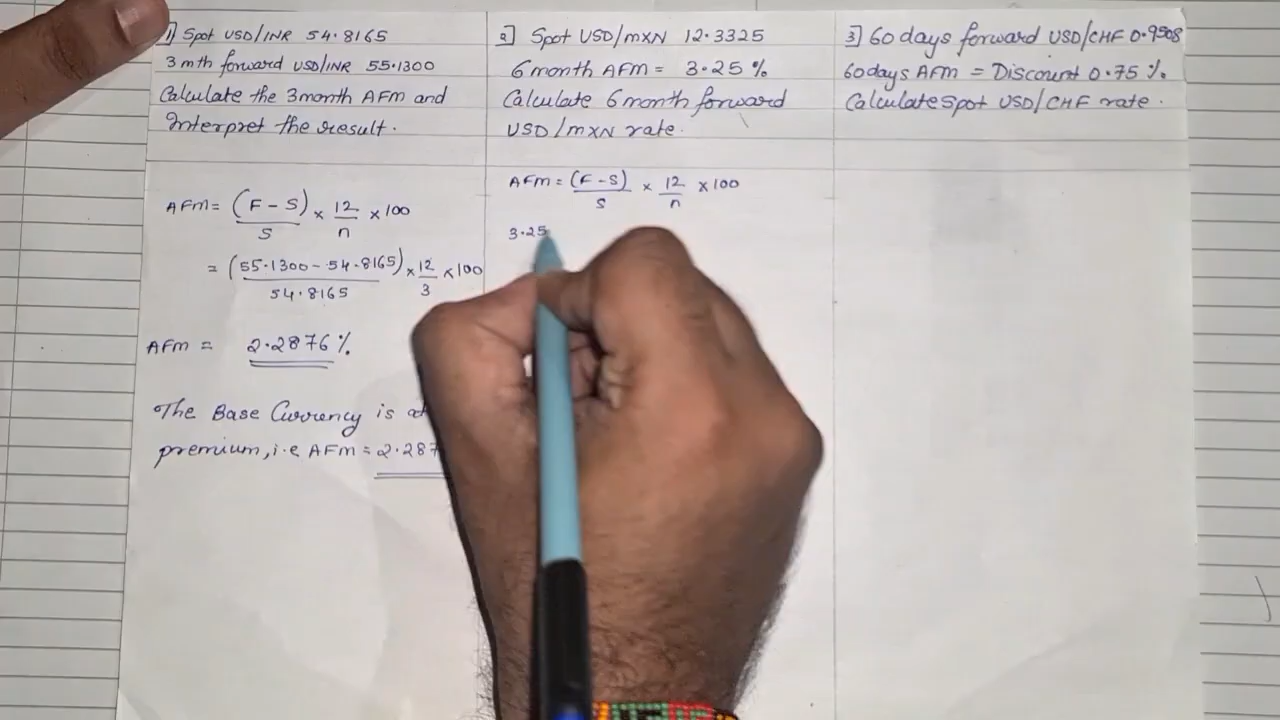 1] Spot USD/INR 54.8165
3 mth forward USD/INR 55.1300
Calculate the 3month AFM and
Interpret the result.
AFM = (F - S)/S × 12/n × 100
= (55.1300 - 54.8165)/54.8165 × 12/3 × 100
AFM = 2.2876 %
The Base Currency is at
premium, i.e AFM = 2.287
2] Spot USD/MXN 12.3325
6 month AFM = 3.25 %
Calculate 6 month forward
USD/MXN rate.
AFM = (F - S)/S × 12/n × 100
3.25
3] 60 days forward USD/CHF
60 days AFM = Discount 0.75 %
Calculate Spot USD/CHF rate.